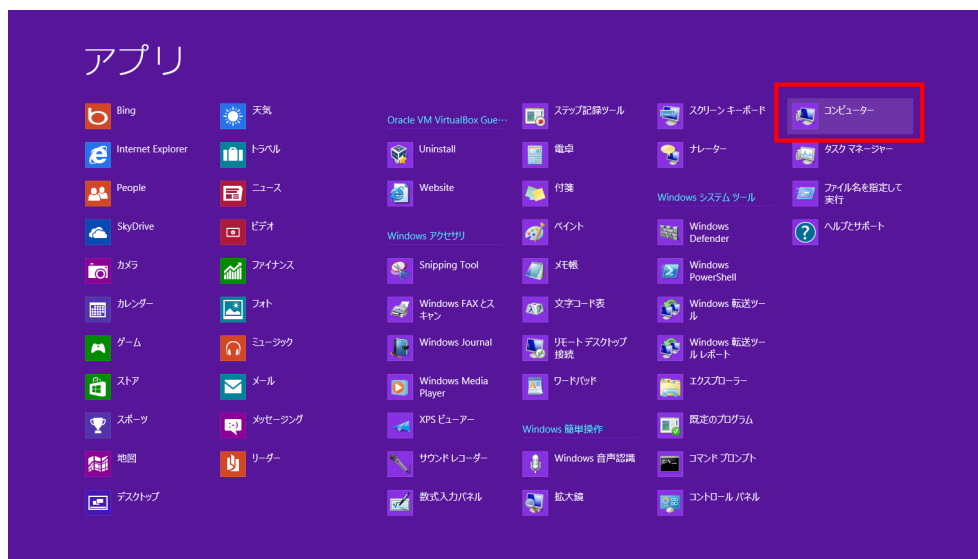 アプリ
Bing
Internet Explorer
People
SkyDrive
カメラ
カレンダー
ゲーム
ストア
スポーツ
地図
デスクトップ
天気
トラベル
ニュース
ビデオ
ファイナンス
フォト
ミュージック
メール
メッセージング
リーダー
Oracle VM VirtualBox Gue…
Uninstall
Website
Windows アクセサリ
Snipping Tool
Windows FAX とス
キャン
Windows Journal
Windows Media
Player
XPS ビューアー
サウンド レコーダー
数式入力パネル
ステップ記録ツール
電卓
付箋
ペイント
メモ帳
文字コード表
リモート デスクトップ
接続
ワードパッド
Windows 簡単操作
Windows 音声認識
拡大鏡
スクリーン キーボード
ナレーター
Windows システム ツール
Windows
Defender
Windows
PowerShell
Windows 転送ツー
ル
Windows 転送ツー
ル レポート
エクスプローラー
既定のプログラム
コマンド プロンプト
コントロール パネル
コンピューター
タスク マネージャー
ファイル名を指定して
実行
ヘルプとサポート